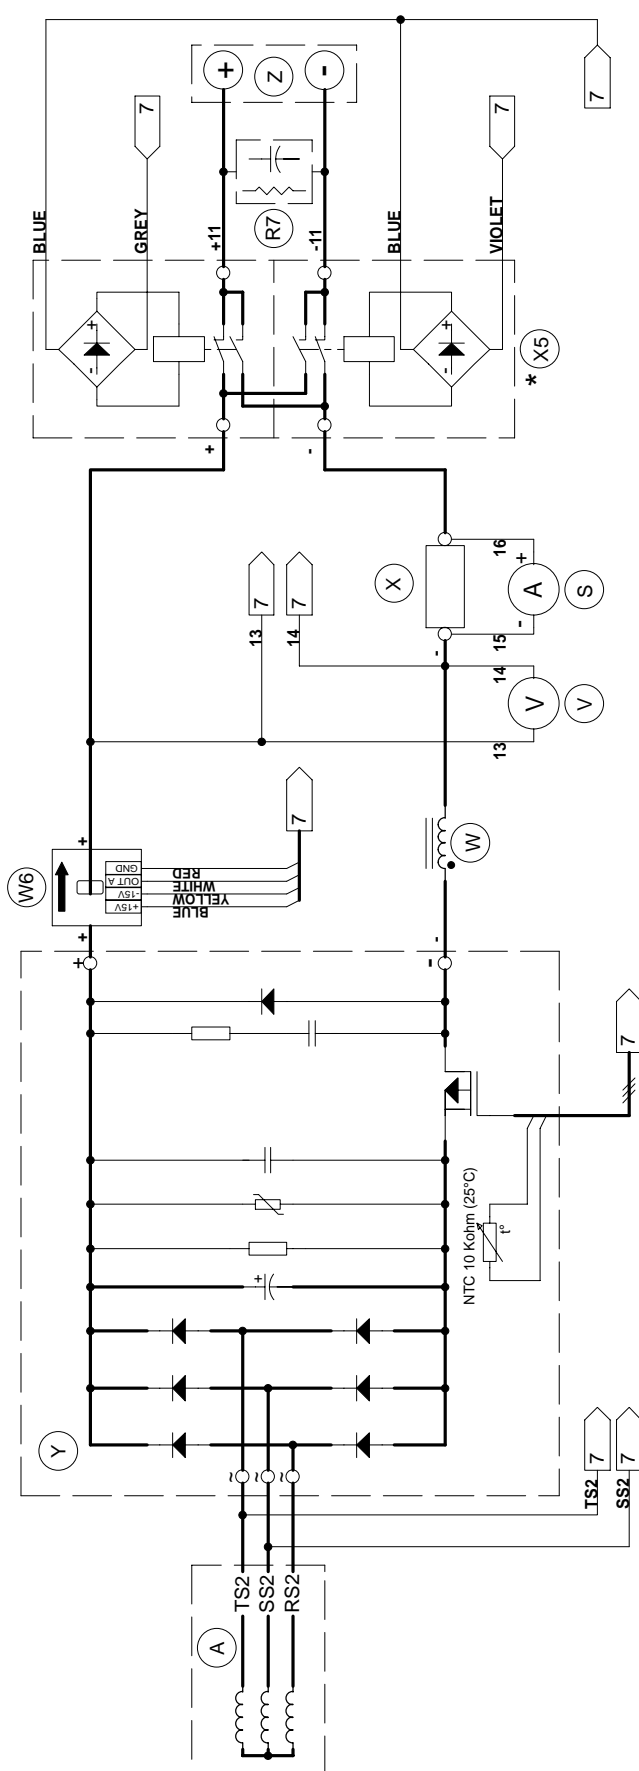 7
+
Z
-
7
7
BLUE
GREY
+11
R7
-11
BLUE
VIOLET
+
-
+
-
X5
*
+
-
X
16
+
A
S
-
15
13
7
14
7
-
14
V
V
13
W6
+
+15V
-15V
OUT A
GND
BLUE
YELLOW
WHITE
RED
7
W
+
+
-
-
+
NTC 10 Kohm (25°C)
t°
7
Y
~
~
~
TS2
7
SS2
7
A
TS2
SS2
RS2